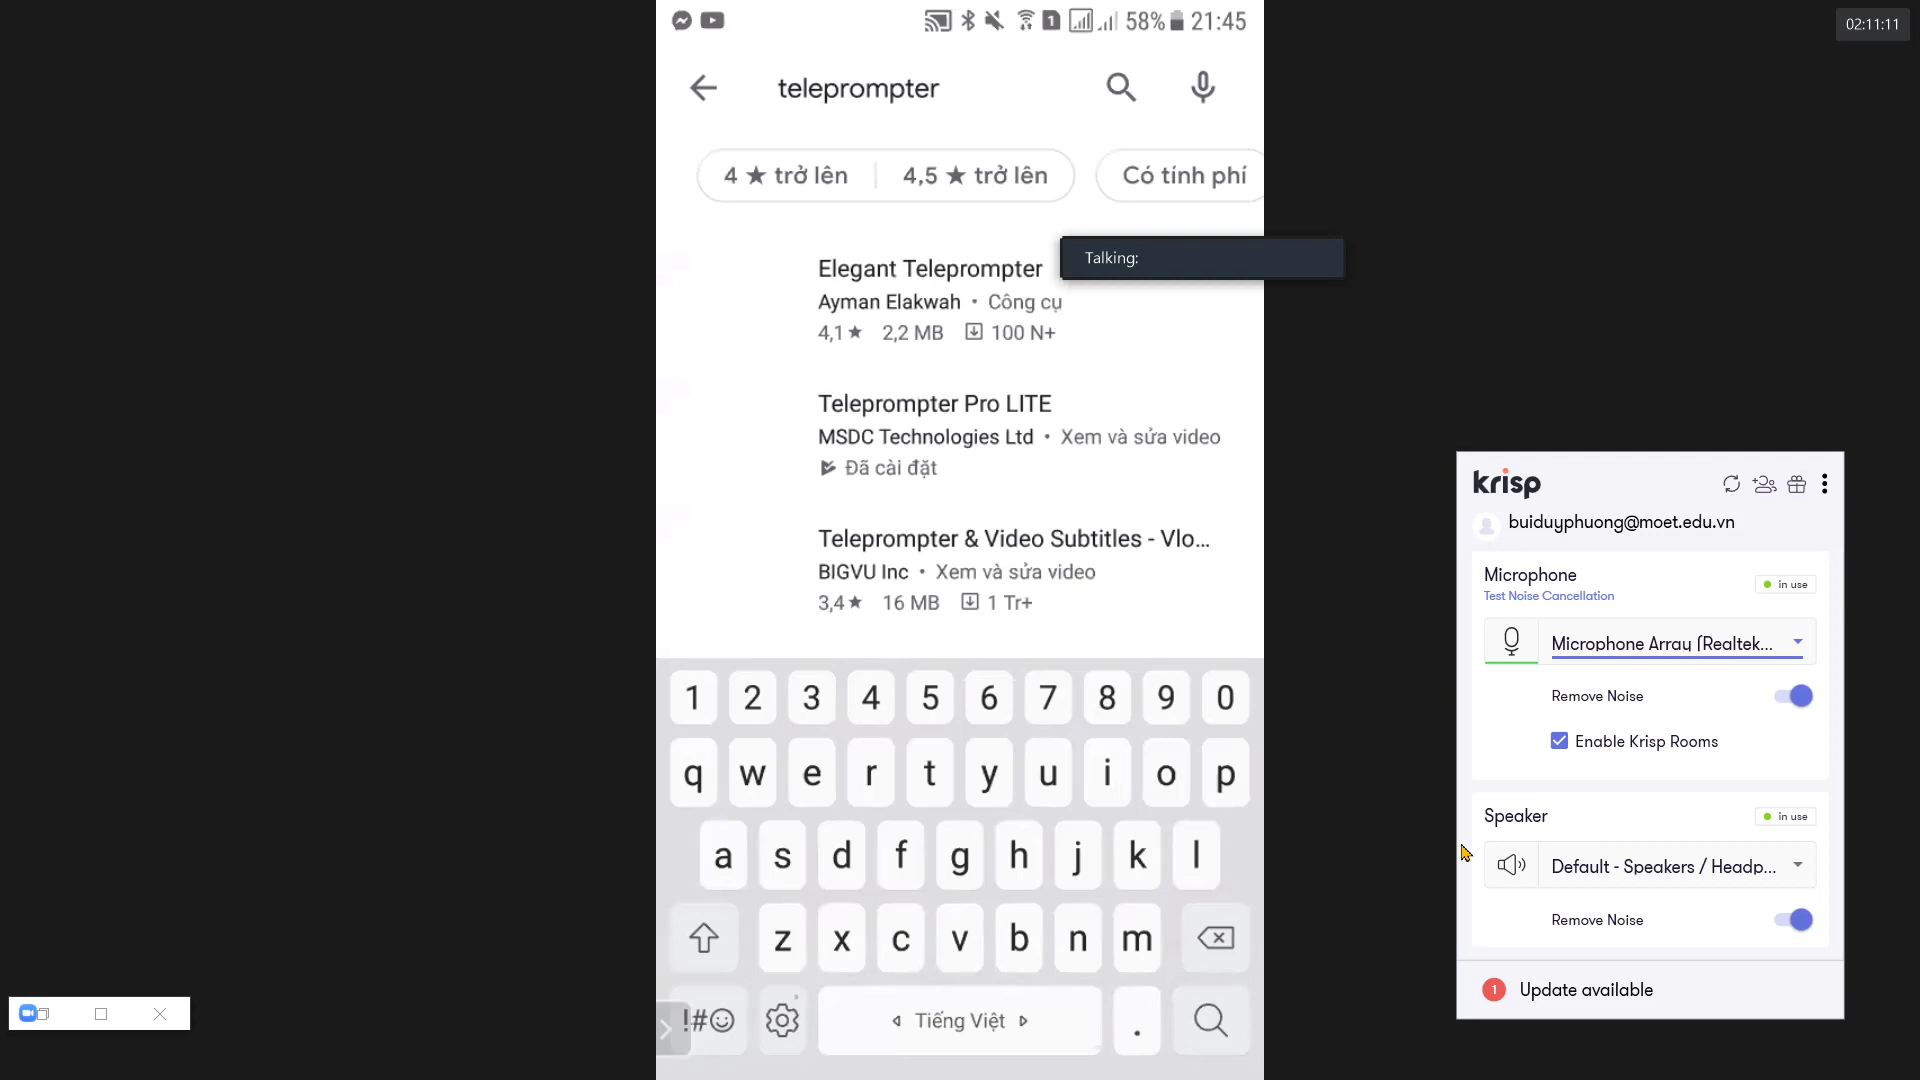 58% 21:45
02:11:11
teleprompter
4 ★ trở lên
4,5 ★ trở lên
Có tính phí
Talking:
Elegant Teleprompter
Ayman Elakwah • Công cụ
4,1★ 2,2 MB 100 N+
Teleprompter Pro LITE
MSDC Technologies Ltd • Xem và sửa video
Đã cài đặt
Teleprompter & Video Subtitles - Vlo...
BIGVU Inc • Xem và sửa video
3,4★ 16 MB 1 Tr+
1 2 3 4 5 6 7 8 9 0
q w e r t y u i o p
a s d f g h j k l
z x c v b n m
!#☺ Tiếng Việt .
krisp
buiduyphuong@moet.edu.vn
Microphone
in use
Test Noise Cancellation
Microphone Array (Realtek...
Remove Noise
Enable Krisp Rooms
Speaker
in use
Default - Speakers / Headp...
Remove Noise
1 Update available